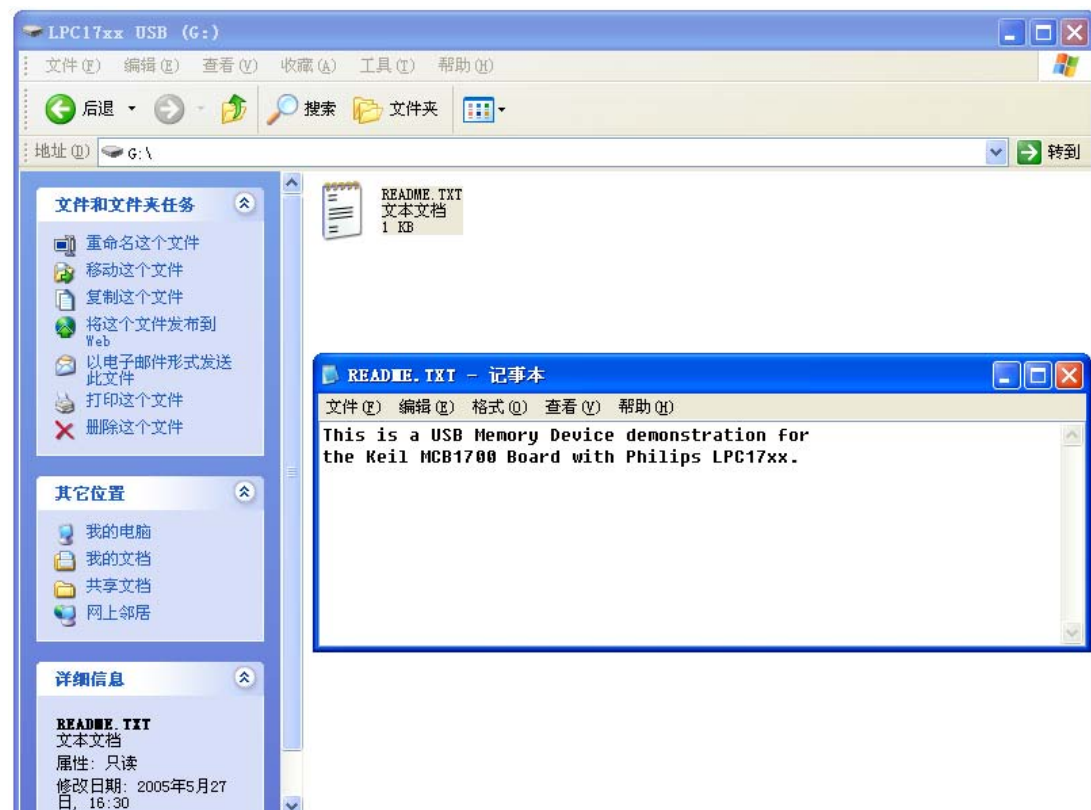 LPC17xx USB (G:)
文件(F) 编辑(E) 查看(V) 收藏(A) 工具(T) 帮助(H)
后退 搜索 文件夹
地址(D) G:\ 转到
文件和文件夹任务
重命名这个文件
移动这个文件
复制这个文件
将这个文件发布到
Web
以电子邮件形式发送
此文件
打印这个文件
删除这个文件
其它位置
我的电脑
我的文档
共享文档
网上邻居
详细信息
README.TXT
文本文档
属性: 只读
修改日期: 2005年5月27
日, 16:30
README.TXT
文本文档
1 KB
README.TXT - 记事本
文件(F) 编辑(E) 格式(O) 查看(V) 帮助(H)
This is a USB Memory Device demonstration for
the Keil MCB1700 Board with Philips LPC17xx.